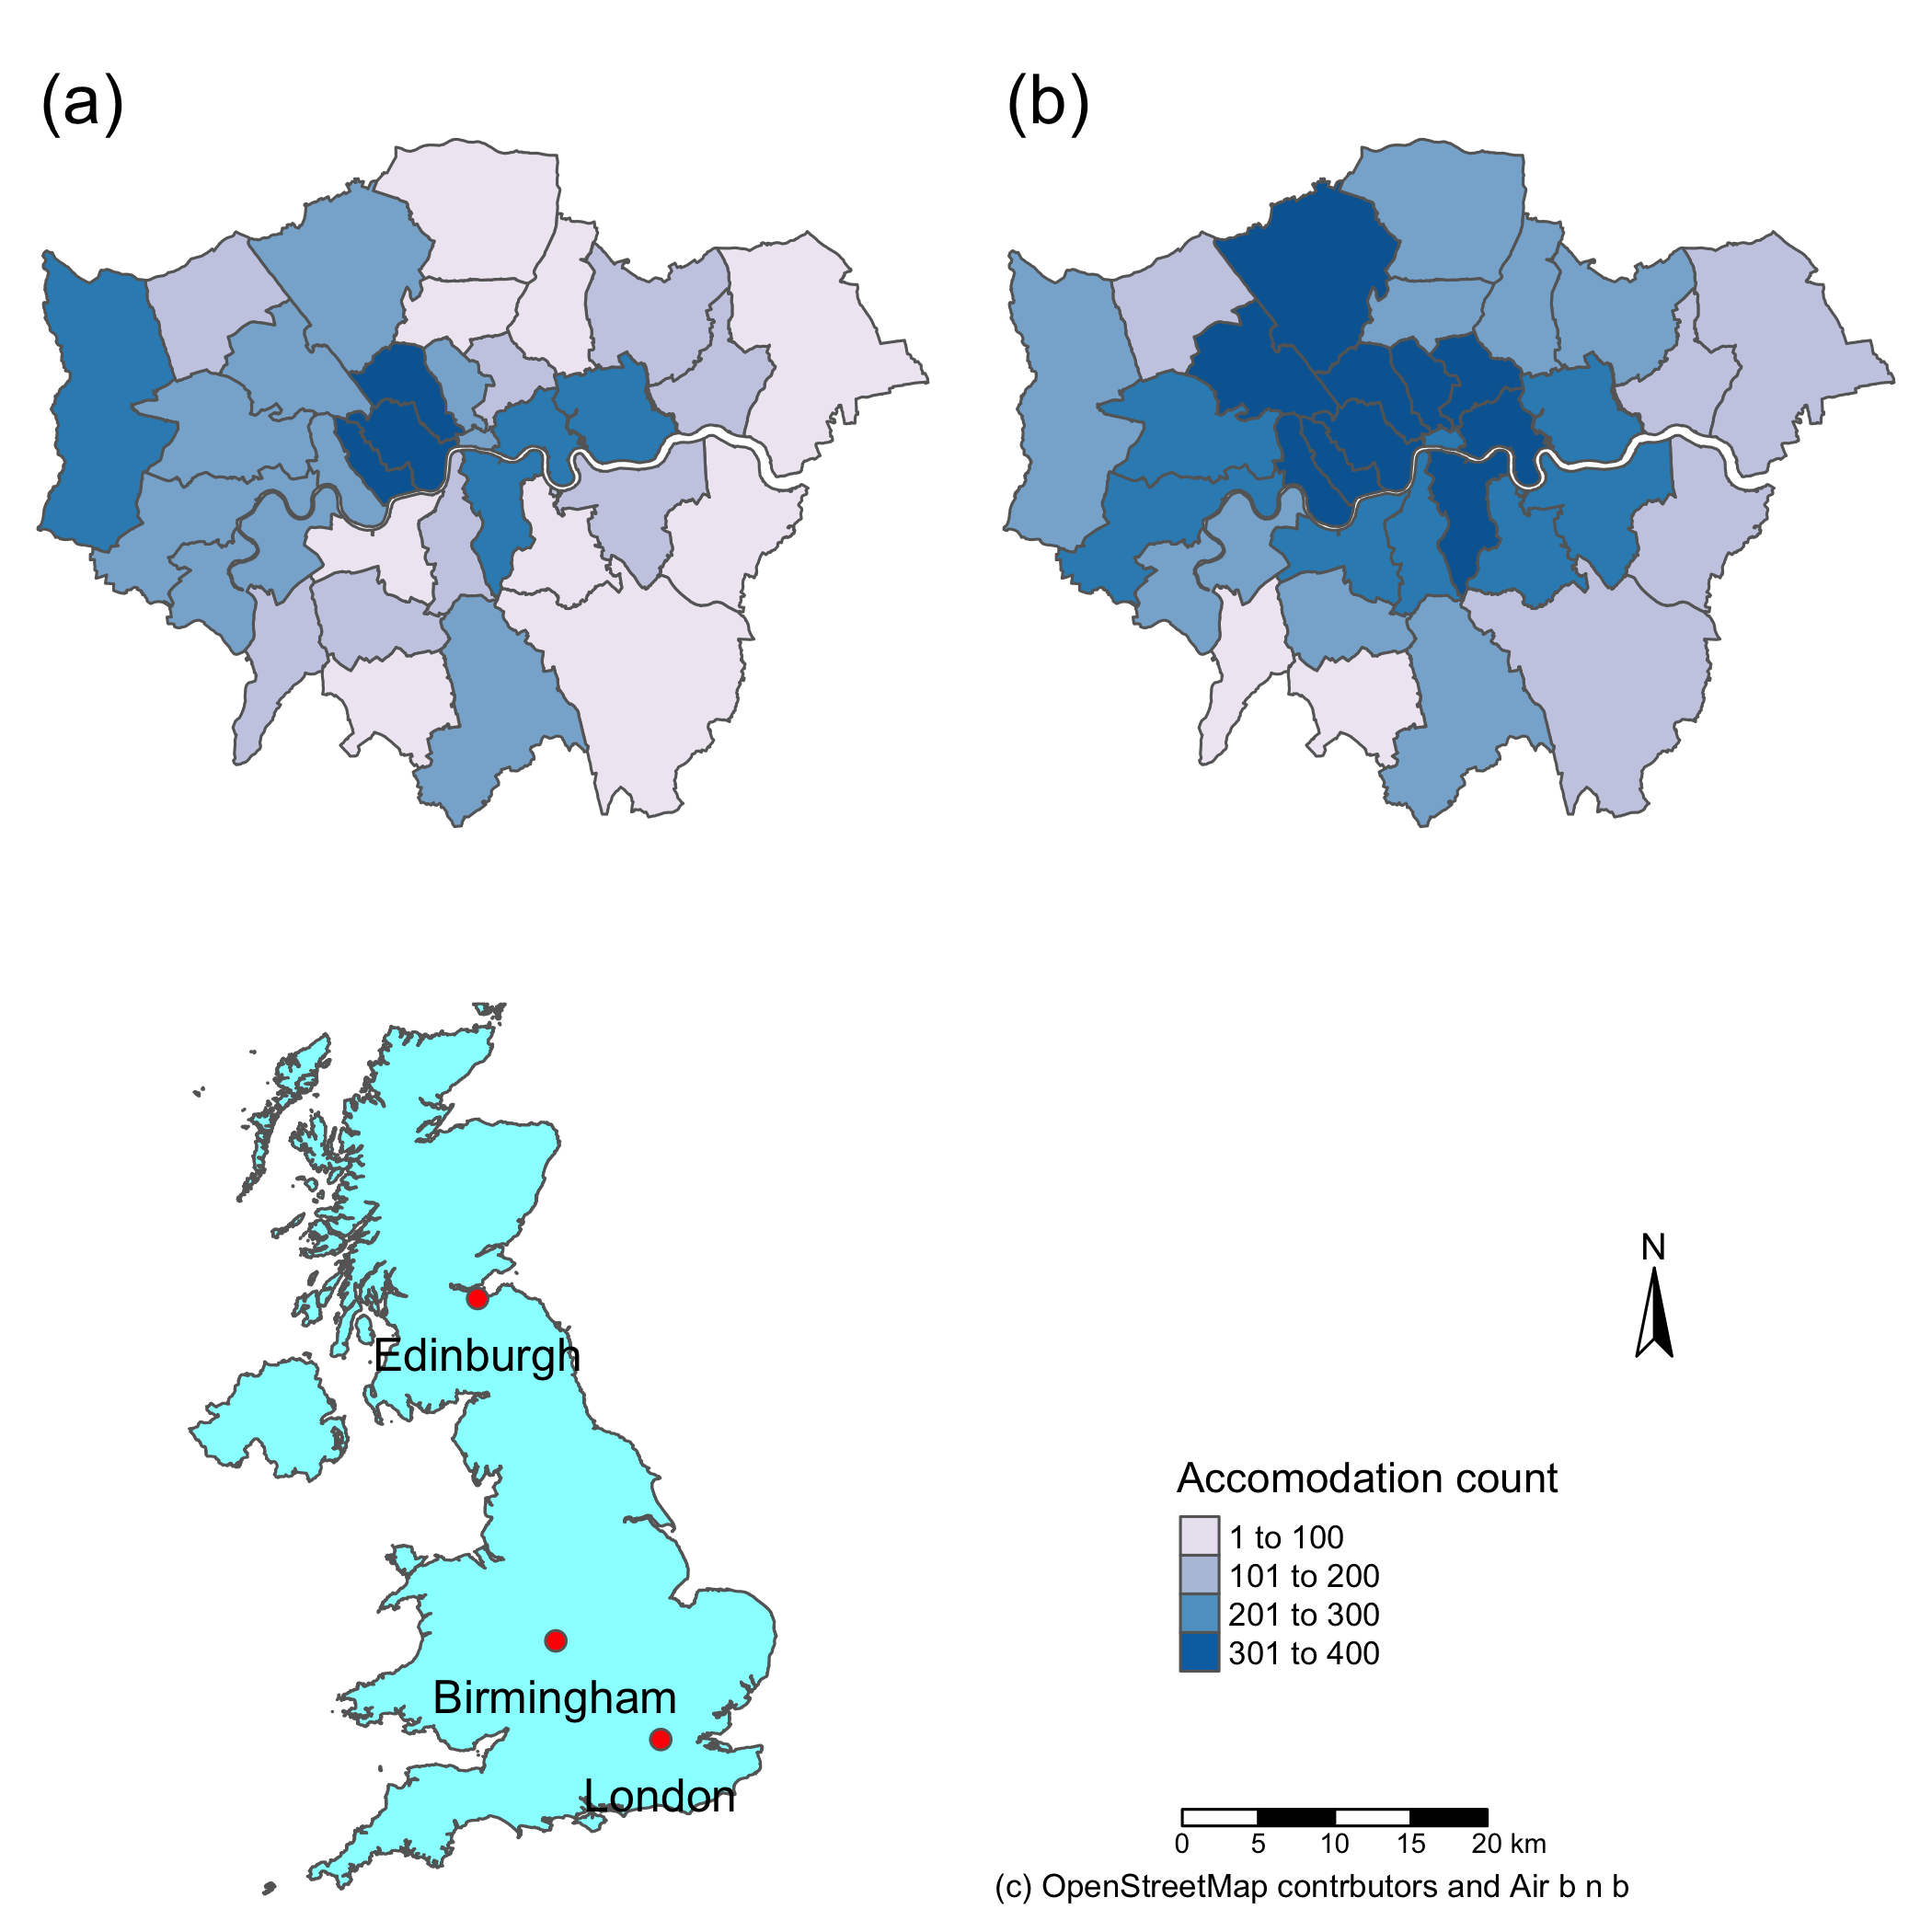 (a)
(b)
Edinburgh
Birmingham
London
N
Accomodation count
1 to 100
101 to 200
201 to 300
301 to 400
0 5 10 15 20 km
(c) OpenStreetMap contrbutors and Air b n b